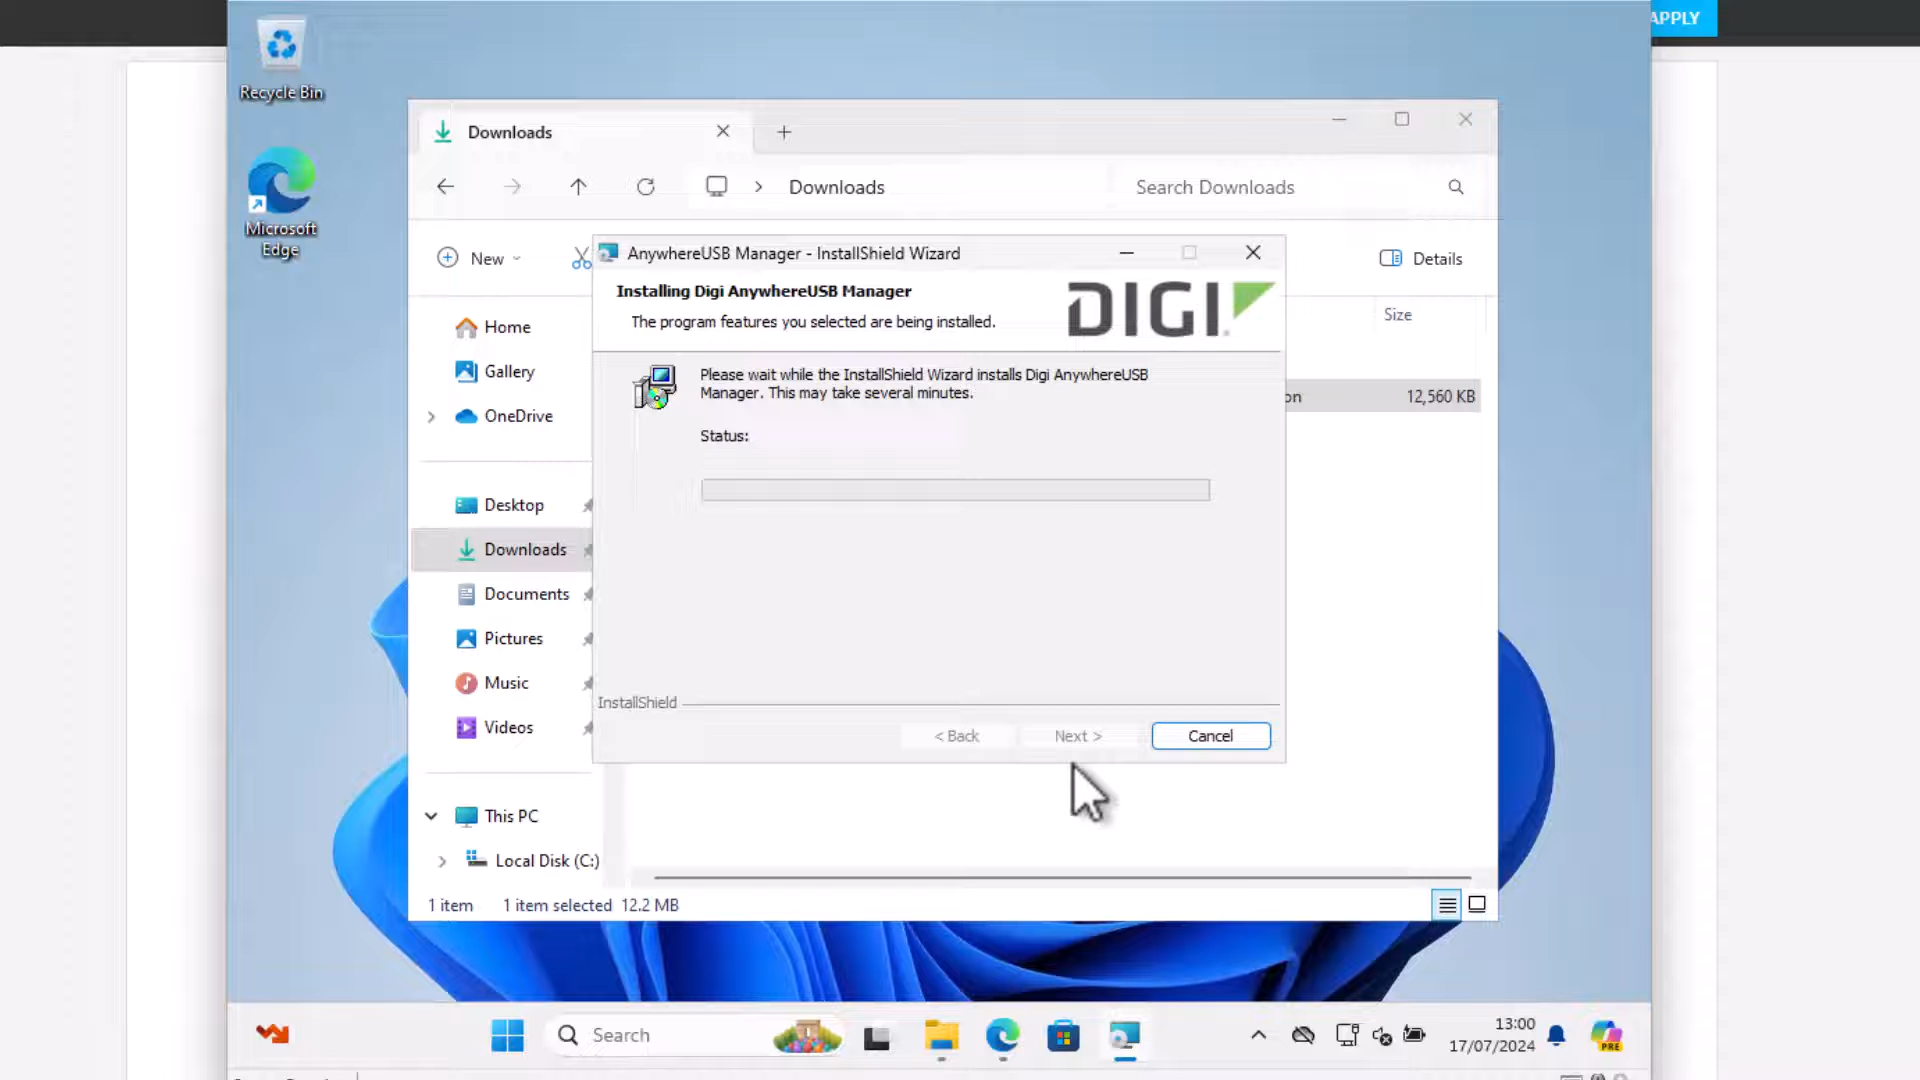 APPLY
Recycle Bin
Microsoft
Edge
Downloads
Downloads
Search Downloads
New
Details
AnywhereUSB Manager - InstallShield Wizard
Installing Digi AnywhereUSB Manager
The program features you selected are being installed.
DIGI
Please wait while the InstallShield Wizard installs Digi AnywhereUSB
Manager. This may take several minutes.
Status:
InstallShield
< Back
Next >
Cancel
Size
on
12,560 KB
Home
Gallery
OneDrive
Desktop
Downloads
Documents
Pictures
Music
Videos
This PC
Local Disk (C:)
1 item
1 item selected 12.2 MB
Search
13:00
17/07/2024
PRE